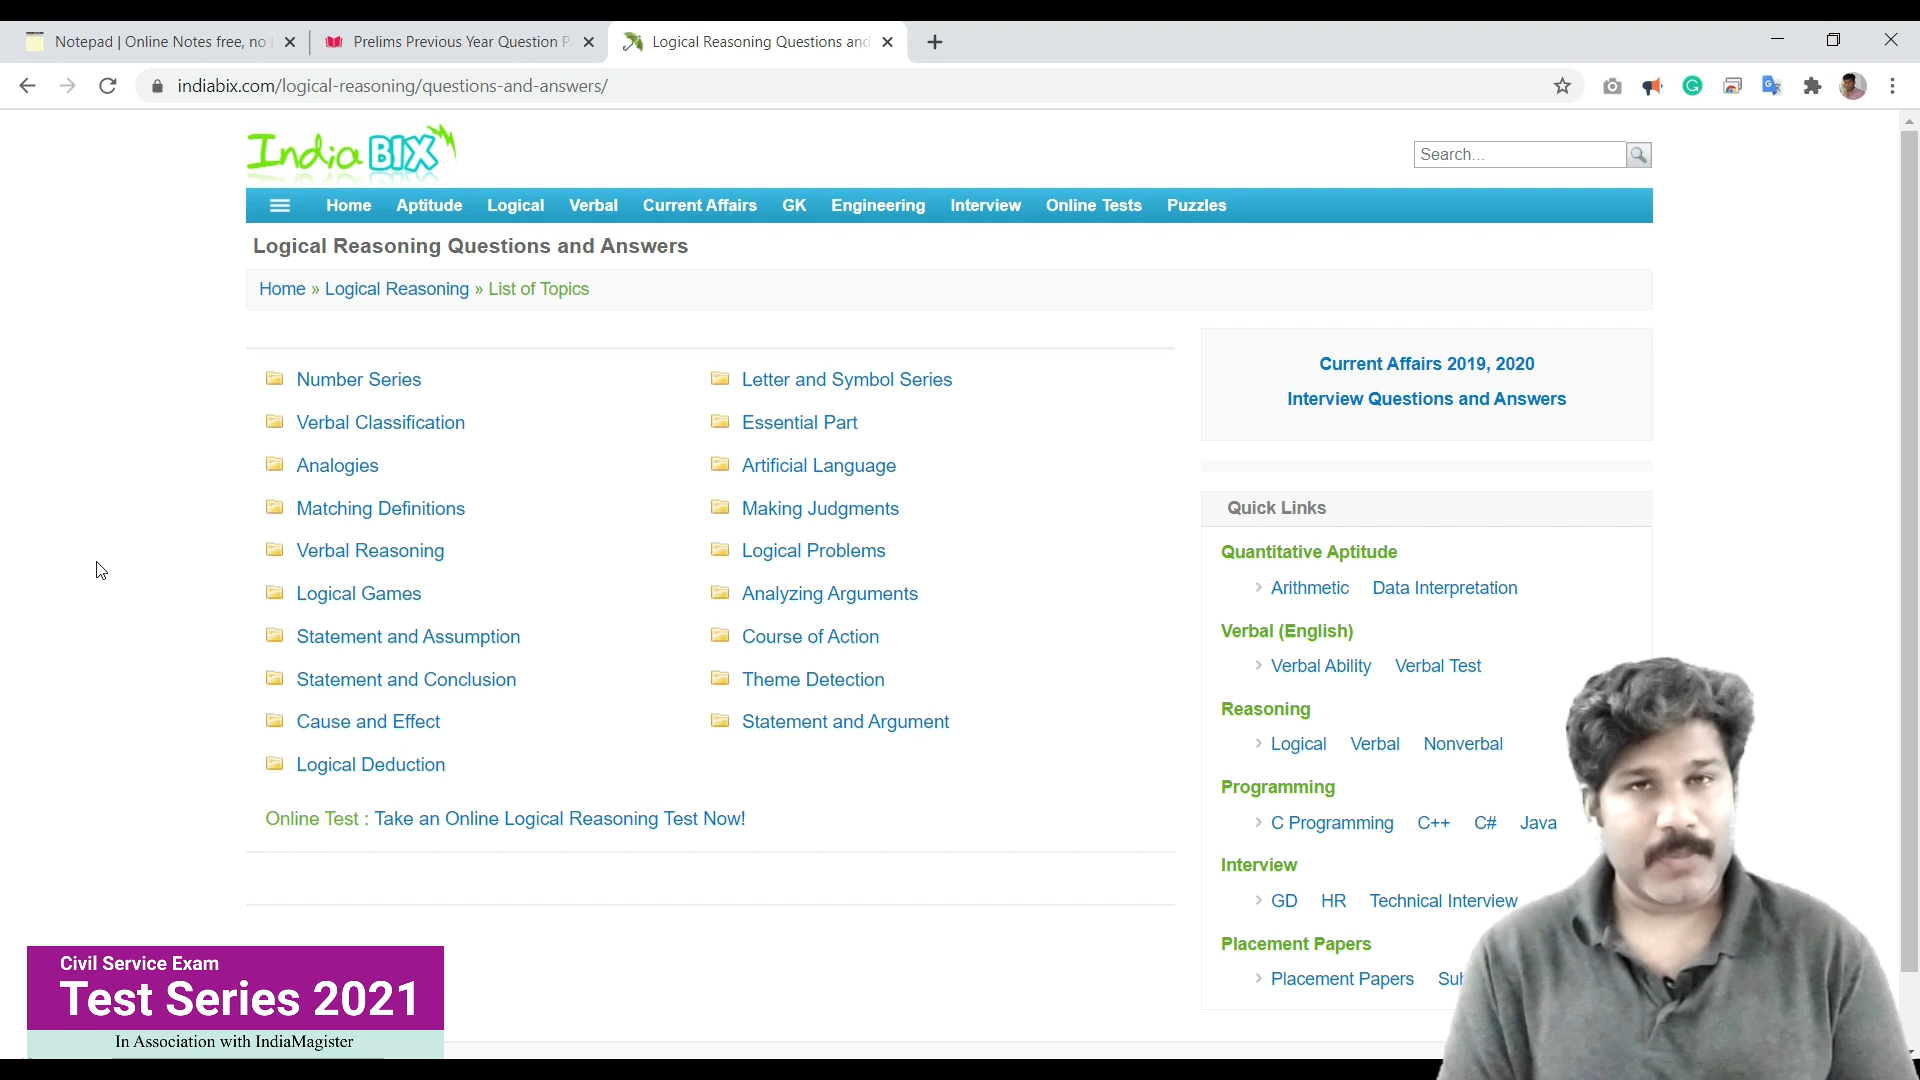 Notepad | Online Notes free, no
Prelims Previous Year Question P
Logical Reasoning Questions and
indiabix.com/logical-reasoning/questions-and-answers/
India BIX
Search...
Home Aptitude Logical Verbal Current Affairs GK Engineering Interview Online Tests Puzzles
Logical Reasoning Questions and Answers
Home » Logical Reasoning » List of Topics
Number Series
Verbal Classification
Analogies
Matching Definitions
Verbal Reasoning
Logical Games
Statement and Assumption
Statement and Conclusion
Cause and Effect
Logical Deduction
Letter and Symbol Series
Essential Part
Artificial Language
Making Judgments
Logical Problems
Analyzing Arguments
Course of Action
Theme Detection
Statement and Argument
Online Test : Take an Online Logical Reasoning Test Now!
Current Affairs 2019, 2020
Interview Questions and Answers
Quick Links
Quantitative Aptitude
Arithmetic Data Interpretation
Verbal (English)
Verbal Ability Verbal Test
Reasoning
Logical Verbal Nonverbal
Programming
C Programming C++ C# Java
Interview
GD HR Technical Interview
Placement Papers
Placement Papers
Civil Service Exam
Test Series 2021
In Association with IndiaMagister